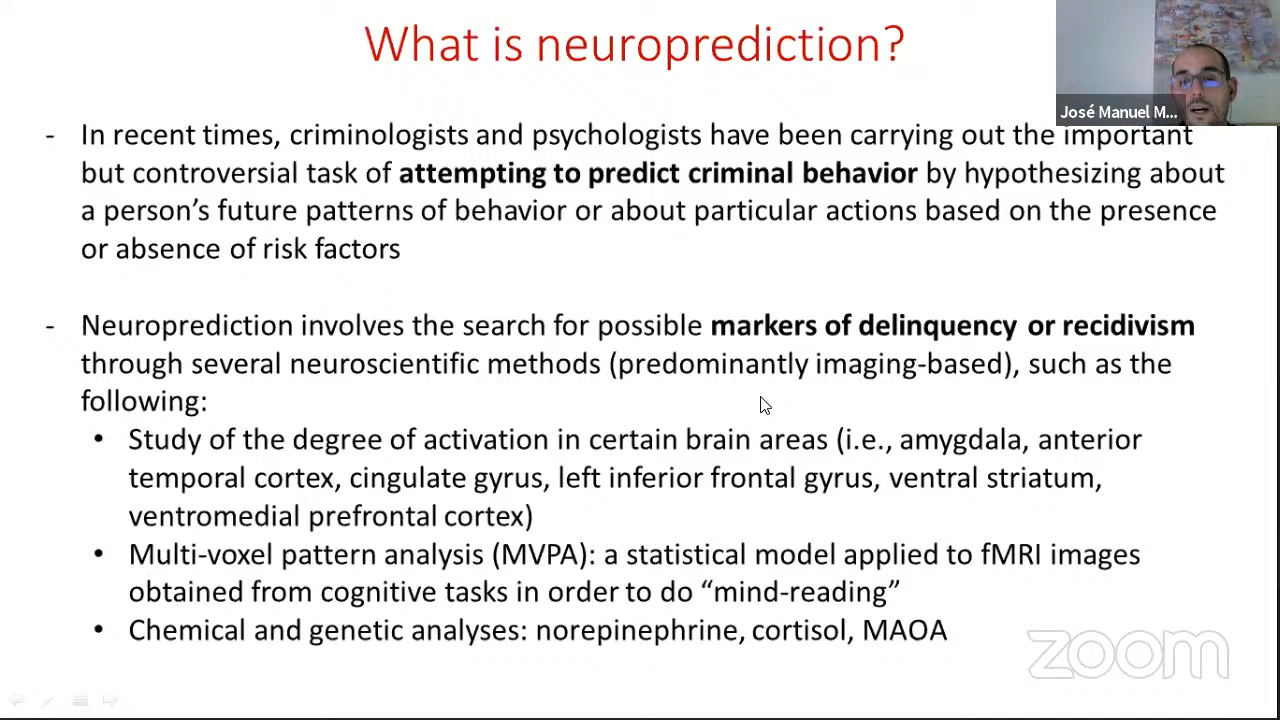 What is neuroprediction?
José Manuel M...
- In recent times, criminologists and psychologists have been carrying out the important
but controversial task of attempting to predict criminal behavior by hypothesizing about
a person’s future patterns of behavior or about particular actions based on the presence
or absence of risk factors
- Neuroprediction involves the search for possible markers of delinquency or recidivism
through several neuroscientific methods (predominantly imaging-based), such as the
following:
• Study of the degree of activation in certain brain areas (i.e., amygdala, anterior
temporal cortex, cingulate gyrus, left inferior frontal gyrus, ventral striatum,
ventromedial prefrontal cortex)
• Multi-voxel pattern analysis (MVPA): a statistical model applied to fMRI images
obtained from cognitive tasks in order to do “mind-reading”
• Chemical and genetic analyses: norepinephrine, cortisol, MAOA
zoom